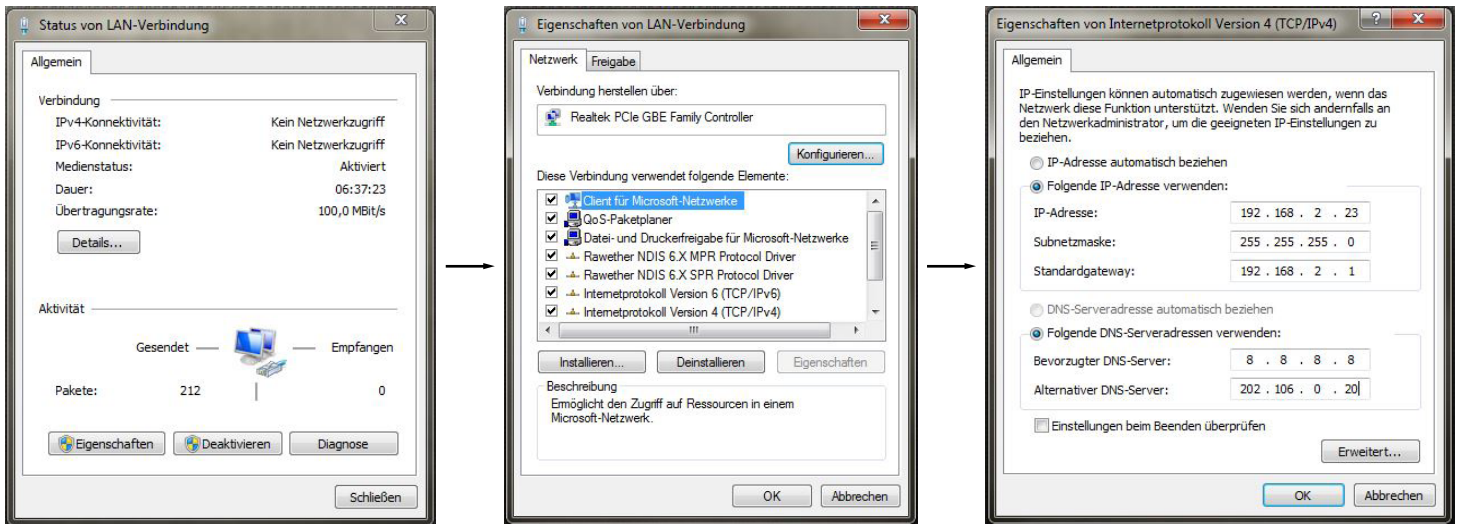 Status von LAN-Verbindung
Allgemein
Verbindung
IPv4-Konnektivität: Kein Netzwerkzugriff
IPv6-Konnektivität: Kein Netzwerkzugriff
Medienstatus: Aktiviert
Dauer: 06:37:23
Übertragungsrate: 100,0 MBit/s
Details...
Aktivität
Gesendet Empfangen
Pakete: 212 0
Eigenschaften Deaktivieren Diagnose
Schließen
Eigenschaften von LAN-Verbindung
Netzwerk Freigabe
Verbindung herstellen über:
Realtek PCIe GBE Family Controller
Konfigurieren...
Diese Verbindung verwendet folgende Elemente:
Client für Microsoft-Netzwerke
QoS-Paketplaner
Datei- und Druckerfreigabe für Microsoft-Netzwerke
Rawether NDIS 6.X MPR Protocol Driver
Rawether NDIS 6.X SPR Protocol Driver
Internetprotokoll Version 6 (TCP/IPv6)
Internetprotokoll Version 4 (TCP/IPv4)
Installieren... Deinstallieren Eigenschaften
Beschreibung
Ermöglicht den Zugriff auf Ressourcen in einem
Microsoft-Netzwerk.
OK Abbrechen
Eigenschaften von Internetprotokoll Version 4 (TCP/IPv4)
Allgemein
IP-Einstellungen können automatisch zugewiesen werden, wenn das
Netzwerk diese Funktion unterstützt. Wenden Sie sich andernfalls an
den Netzwerkadministrator, um die geeigneten IP-Einstellungen zu
beziehen.
IP-Adresse automatisch beziehen
Folgende IP-Adresse verwenden:
IP-Adresse: 192 . 168 . 2 . 23
Subnetzmaske: 255 . 255 . 255 . 0
Standardgateway: 192 . 168 . 2 . 1
DNS-Serveradresse automatisch beziehen
Folgende DNS-Serveradressen verwenden:
Bevorzugter DNS-Server: 8 . 8 . 8 . 8
Alternativer DNS-Server: 202 . 106 . 0 . 20
Einstellungen beim Beenden überprüfen
Erweitert...
OK Abbrechen